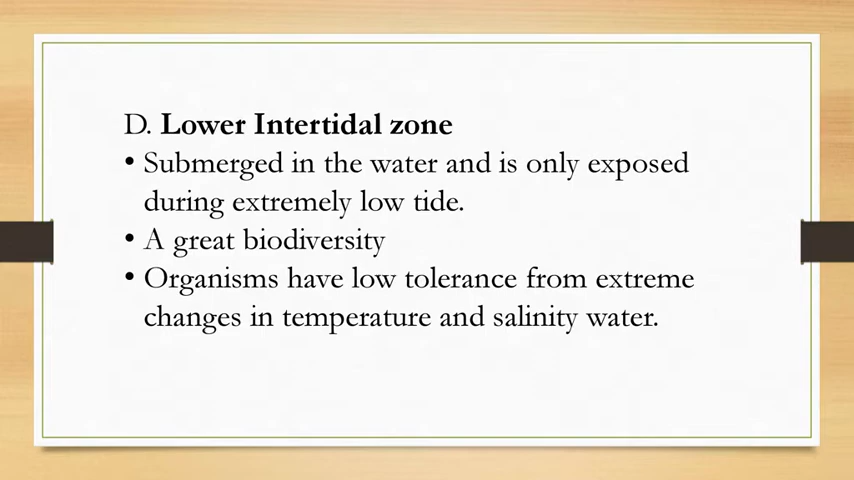 D. Lower Intertidal zone
• Submerged in the water and is only exposed
during extremely low tide.
• A great biodiversity
• Organisms have low tolerance from extreme
changes in temperature and salinity water.